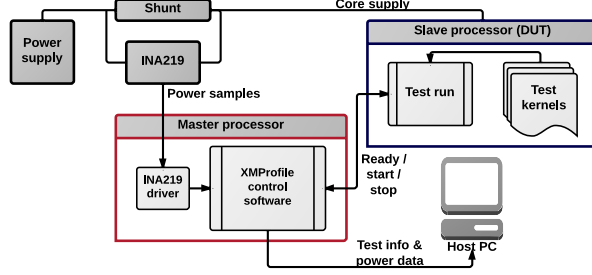 Shunt
Core supply
Power
supply
INA219
Slave processor (DUT)
Test run
Test
kernels
Power samples
Master processor
INA219
driver
XMProfile
control
software
Ready /
start /
stop
Test info &
power data
Host PC